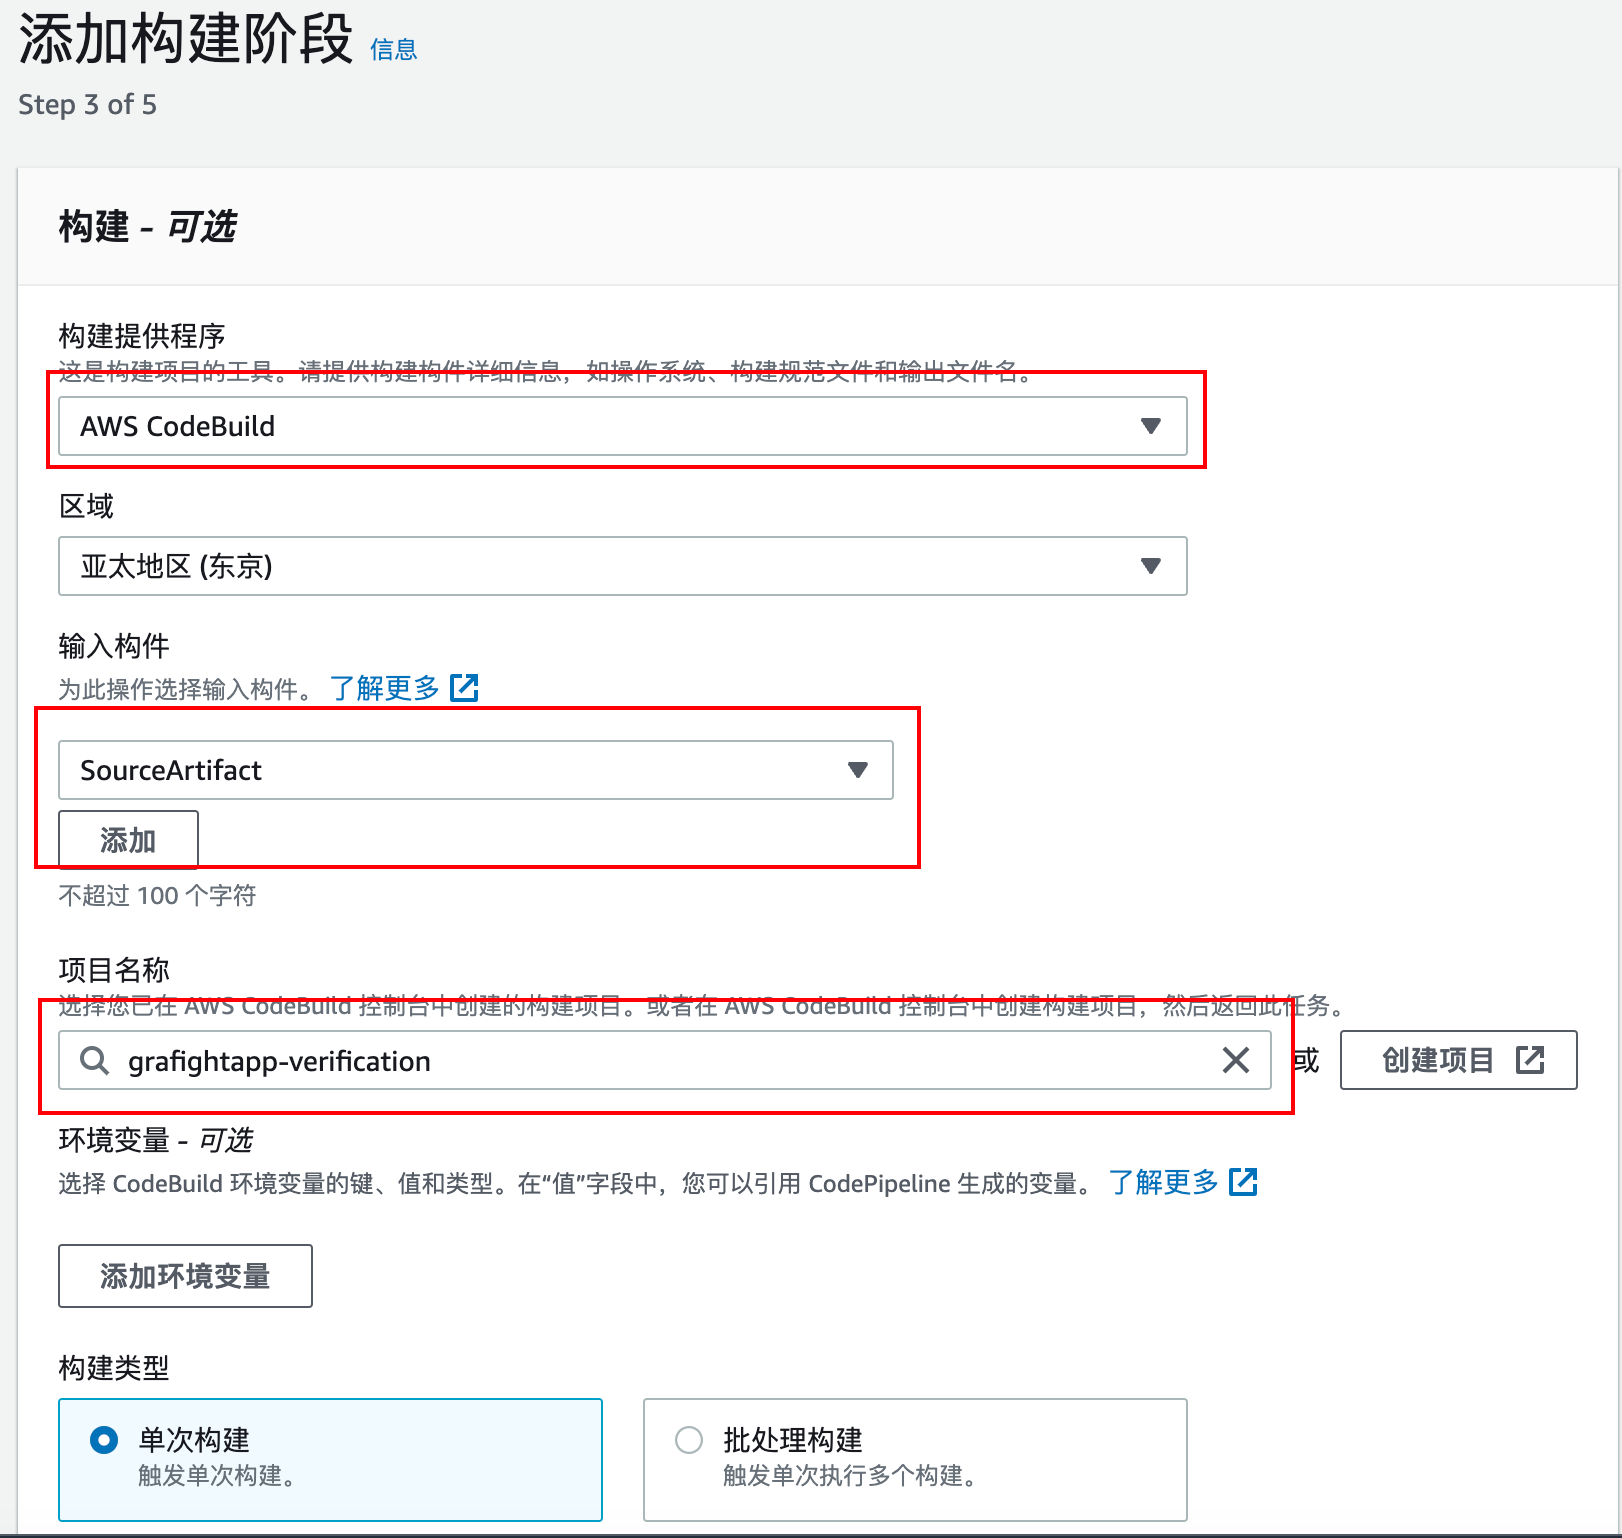 添加构建阶段 信息
Step 3 of 5
构建 - 可选
构建提供程序
这是构建项目的工具。请提供构建构件详细信息，如操作系统、构建规范文件和输出文件名。
AWS CodeBuild
区域
亚太地区 (东京)
输入构件
为此操作选择输入构件。 了解更多
SourceArtifact
添加
不超过 100 个字符
项目名称
选择您已在 AWS CodeBuild 控制台中创建的构建项目。或者在 AWS CodeBuild 控制台中创建构建项目，然后返回此任务。
grafightapp-verification 或 创建项目
环境变量 - 可选
选择 CodeBuild 环境变量的键、值和类型。在“值”字段中，您可以引用 CodePipeline 生成的变量。 了解更多
添加环境变量
构建类型
单次构建 批处理构建
触发单次构建。 触发单次执行多个构建。